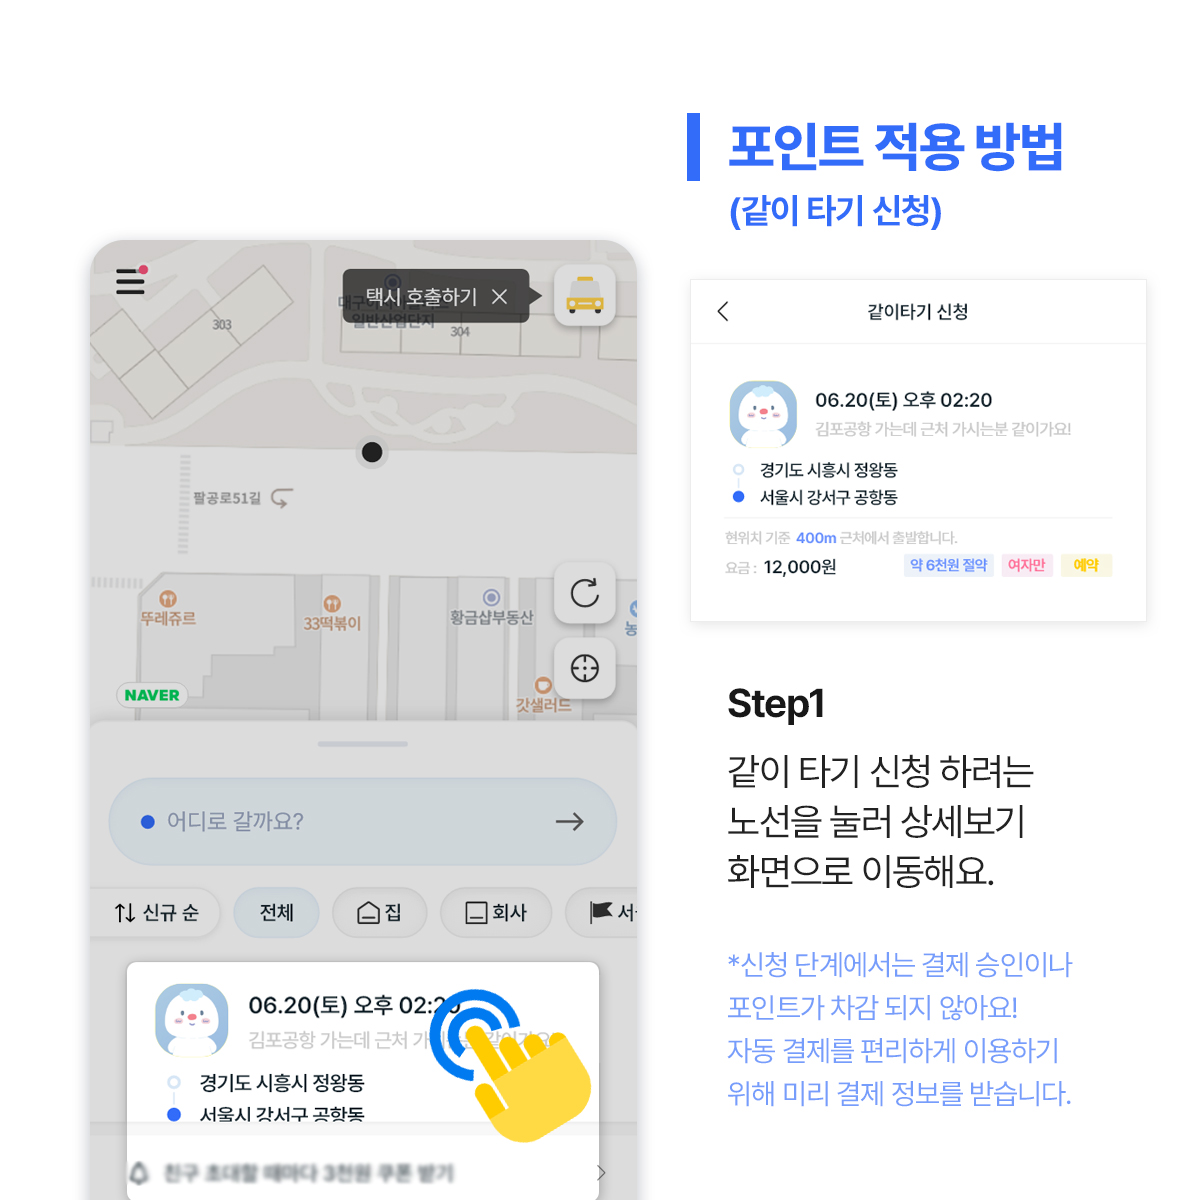 포인트 적용 방법
(같이 타기 신청)
택시 호출하기
일반산업단지
303
304
팔공로51길
뚜레쥬르
33떡볶이
황금샵부동산
농
갓샐러드
NAVER
어디로 갈까요?
신규 순
전체
집
회사
06.20(토) 오후 02:20
김포공항 가는데 근처 가시는분 같이가요!
경기도 시흥시 정왕동
서울시 강서구 공항동
친구 초대할 때마다 3천원 쿠폰 받기
같이타기 신청
06.20(토) 오후 02:20
김포공항 가는데 근처 가시는분 같이가요!
경기도 시흥시 정왕동
서울시 강서구 공항동
현위치 기준 400m 근처에서 출발합니다.
요금 : 12,000원
약 6천원 절약
여자만
예약
Step1
같이 타기 신청 하려는
노선을 눌러 상세보기
화면으로 이동해요.
*신청 단계에서는 결제 승인이나
포인트가 차감 되지 않아요!
자동 결제를 편리하게 이용하기
위해 미리 결제 정보를 받습니다.